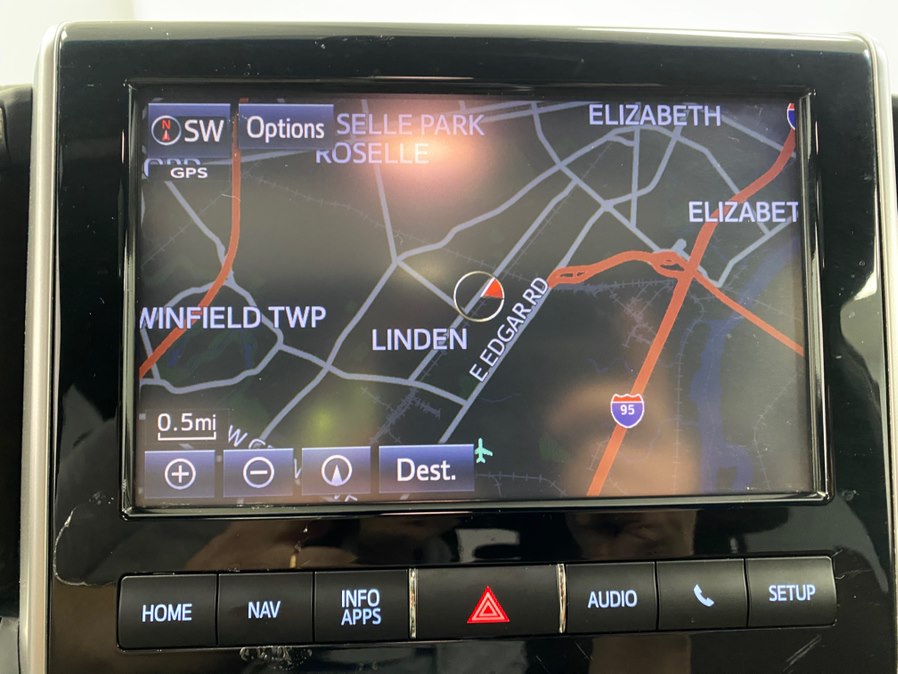 N SW
Options
SELLE PARK
ELIZABETH
ROSELLE
GPS
ELIZABET
WINFIELD TWP
LINDEN
E EDGAR RD
95
0.5mi
Dest.
HOME
NAV
INFO
APPS
AUDIO
SETUP